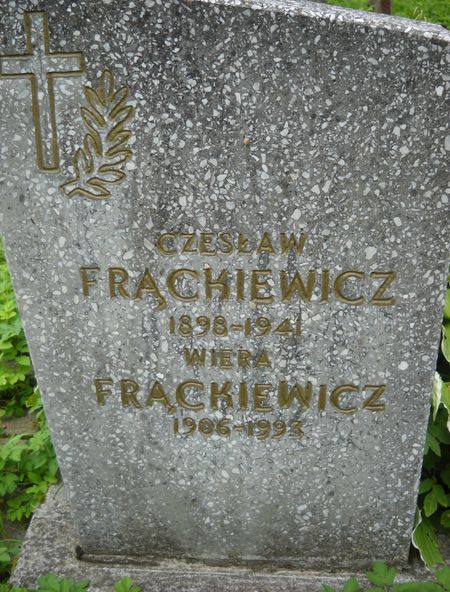 CZESŁAW
FRĄCKIEWICZ
1898-1941
WIERA
FRĄCKIEWICZ
1906-1993